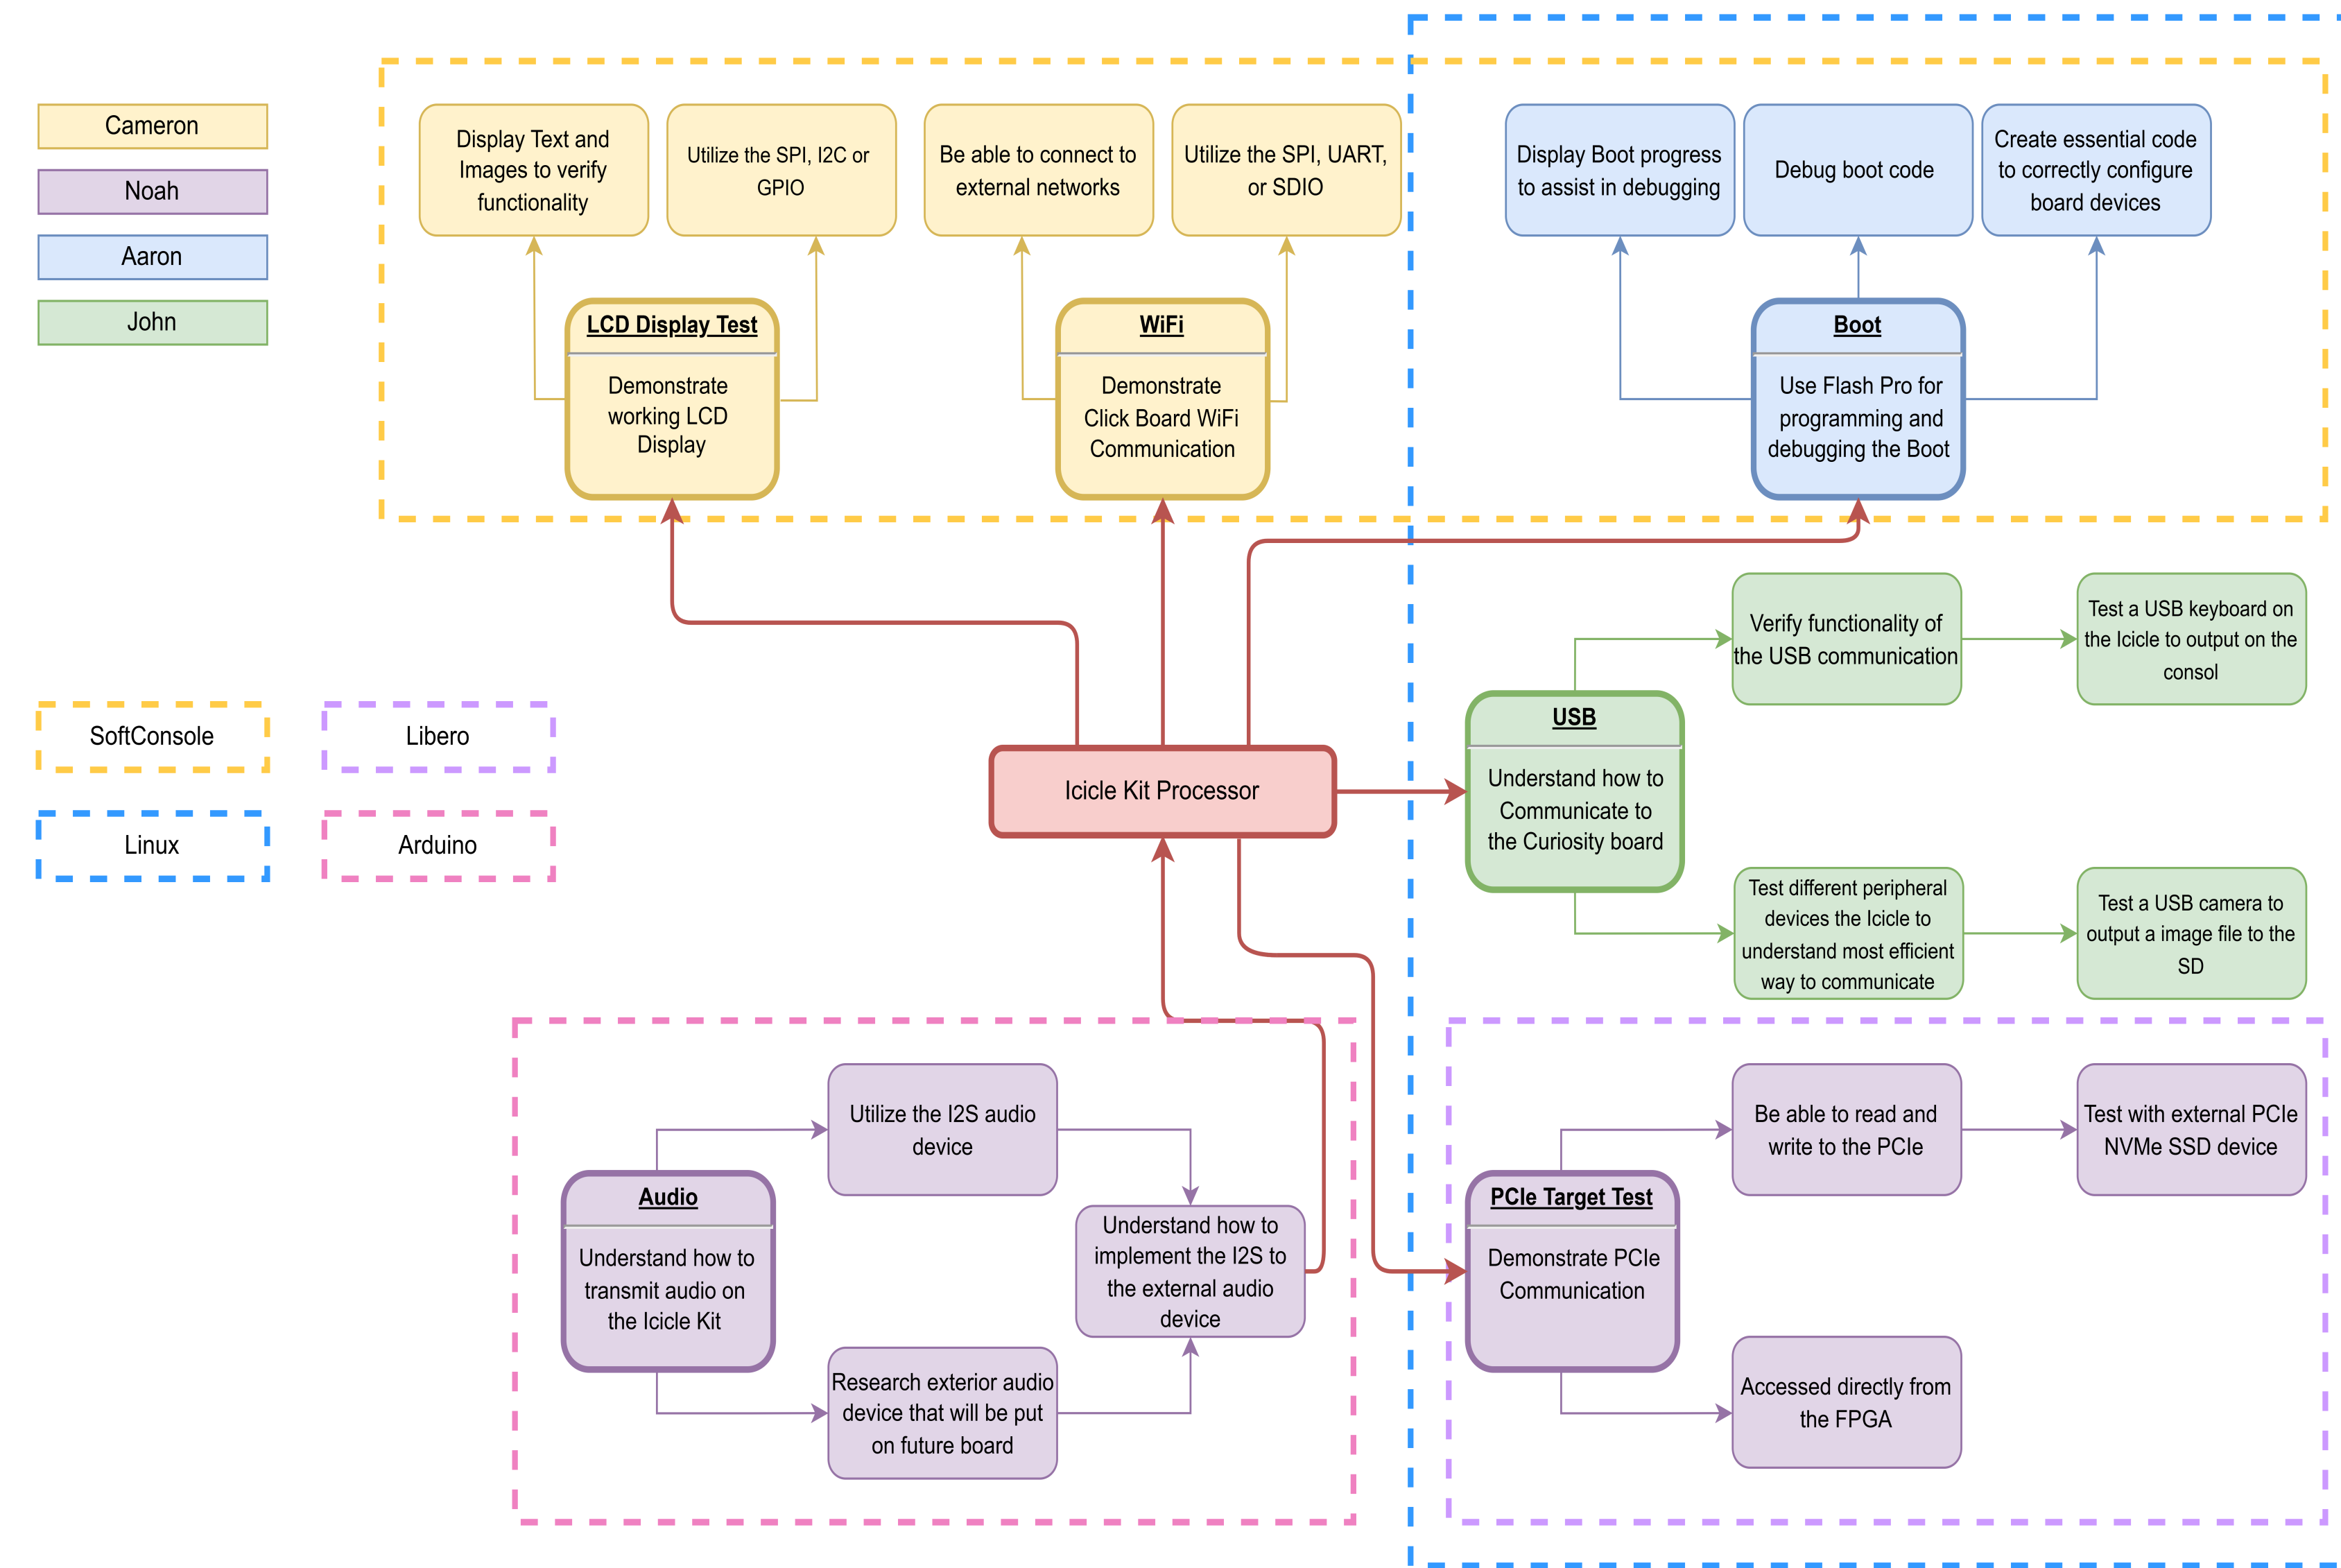 Cameron
Noah
Aaron
John
Display Text and
Images to verify
functionality
Utilize the SPI, I2C or
GPIO
Be able to connect to
external networks
Utilize the SPI, UART,
or SDIO
Display Boot progress
to assist in debugging
Debug boot code
Create essential code
to correctly configure
board devices
LCD Display Test
Demonstrate
working LCD
Display
WiFi
Demonstrate
Click Board WiFi
Communication
Boot
Use Flash Pro for
programming and
debugging the Boot
SoftConsole
Libero
Linux
Arduino
Icicle Kit Processor
USB
Understand how to
Communicate to
the Curiosity board
Verify functionality of
the USB communication
Test a USB keyboard on
the Icicle to output on the
consol
Test different peripheral
devices the Icicle to
understand most efficient
way to communicate
Test a USB camera to
output a image file to the
SD
Audio
Understand how to
transmit audio on
the Icicle Kit
Utilize the I2S audio
device
Research exterior audio
device that will be put
on future board
Understand how to
implement the I2S to
the external audio
device
PCIe Target Test
Demonstrate PCIe
Communication
Be able to read and
write to the PCIe
Test with external PCIe
NVMe SSD device
Accessed directly from
the FPGA